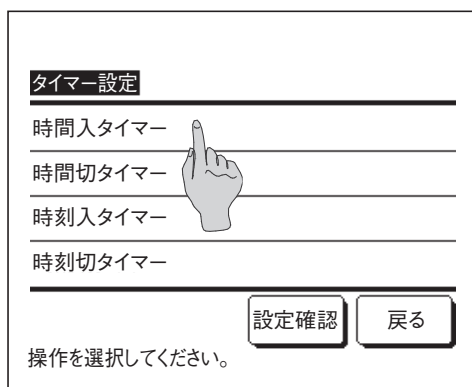 タイマー設定
時間入タイマー
時間切タイマー
時刻入タイマー
時刻切タイマー
設定確認 戻る
操作を選択してください。